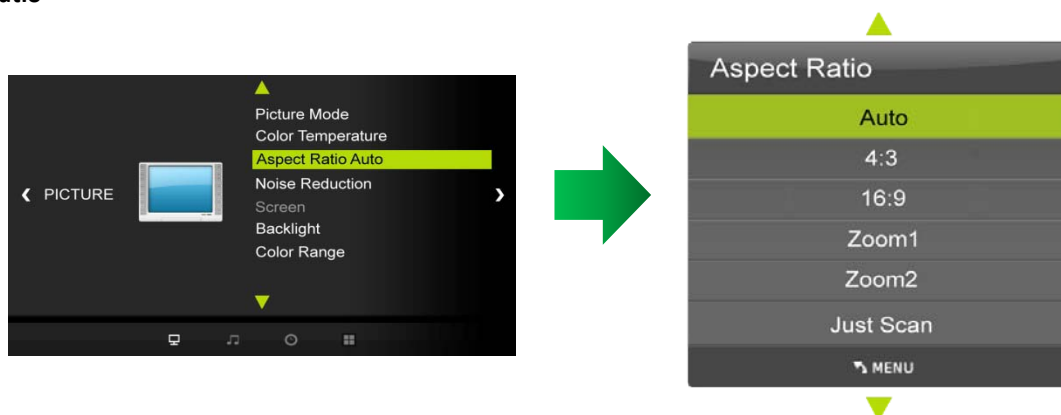 PICTURE
Picture Mode
Color Temperature
Aspect Ratio Auto
Noise Reduction
Screen
Backlight
Color Range
Aspect Ratio
Auto
4:3
16:9
Zoom1
Zoom2
Just Scan
MENU